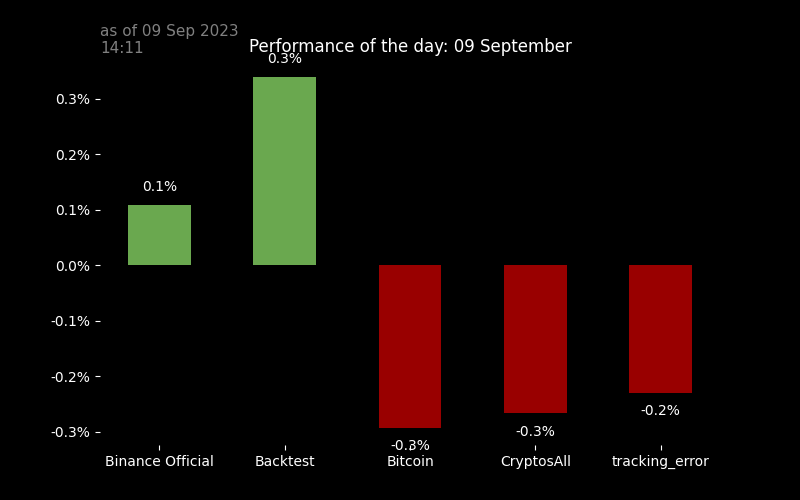 as of 09 Sep 2023
14:11
Performance of the day: 09 September
0.3%
0.3%
0.2%
0.1%
0.1%
0.0%
-0.1%
-0.2%
-0.2%
-0.3%
-0.3%
-0.3%
Binance Official
Backtest
Bitcoin
CryptosAll
tracking_error